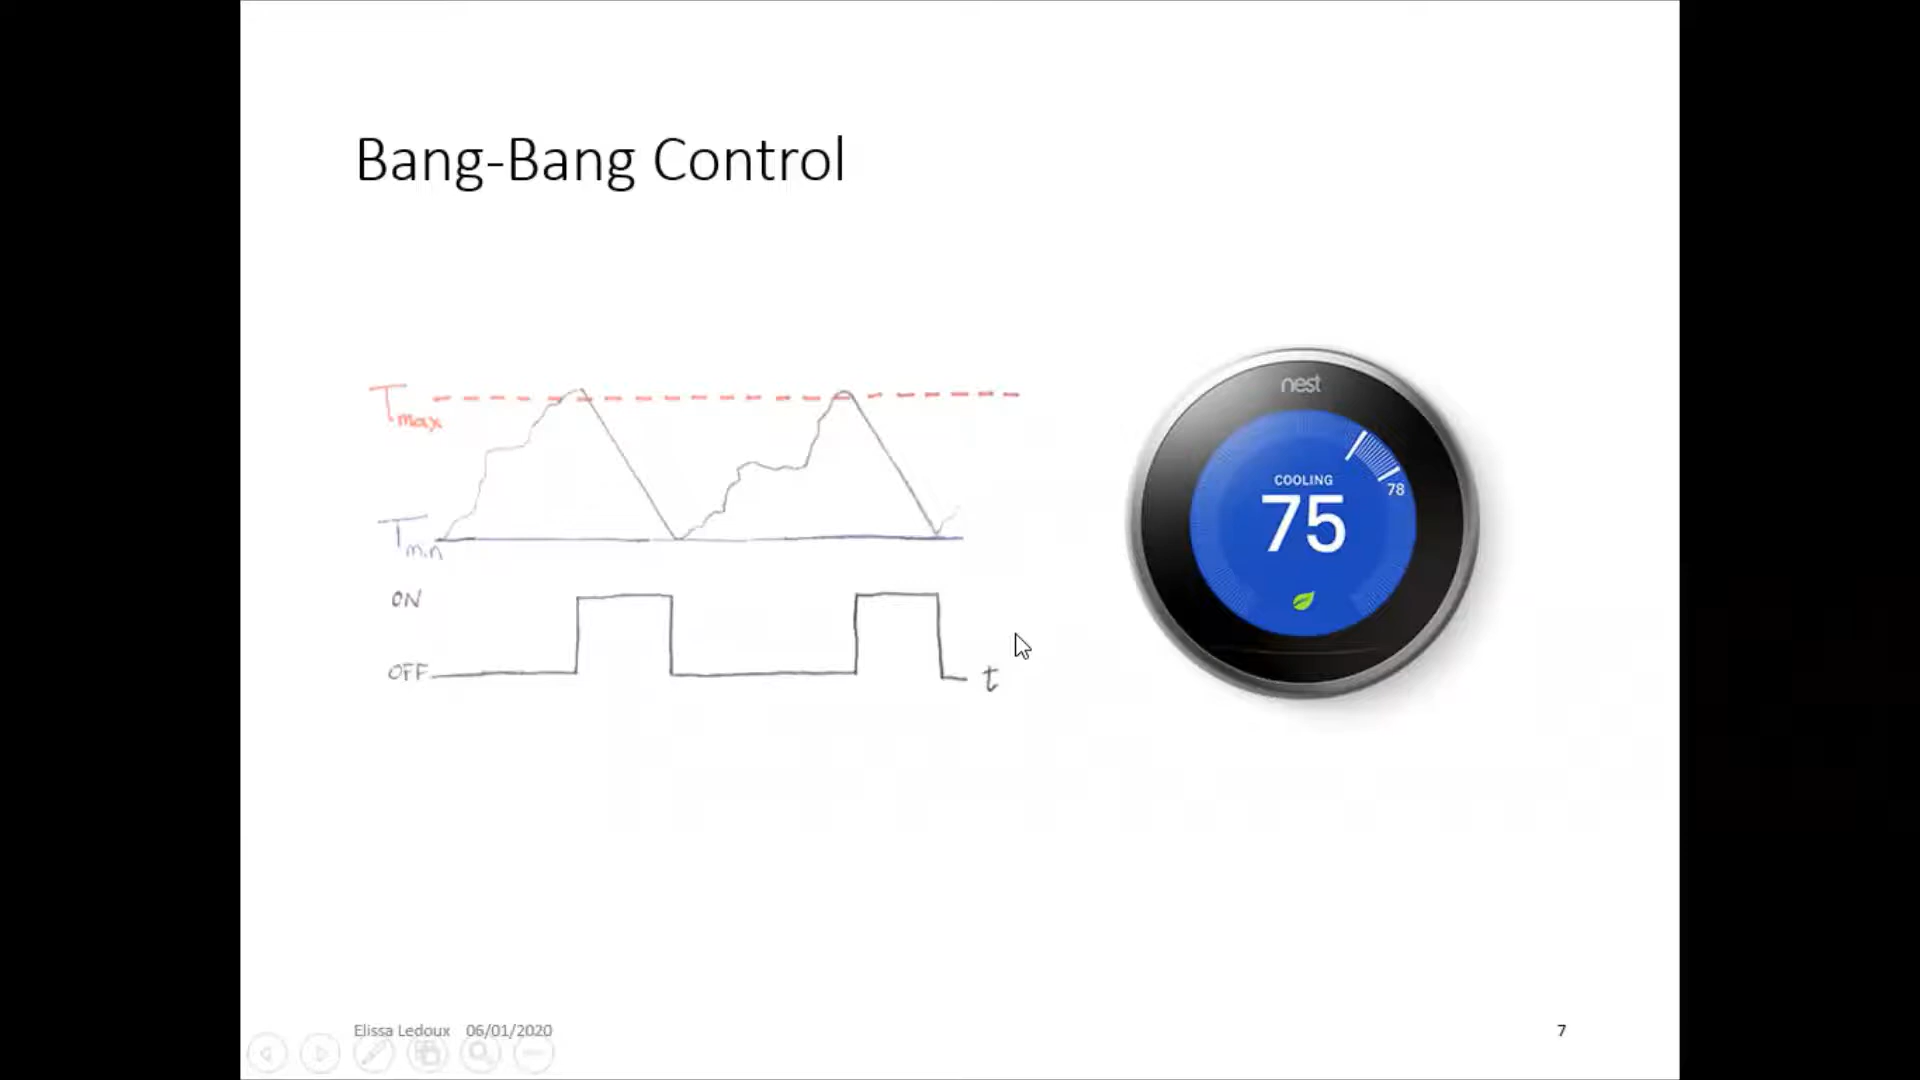 Bang-Bang Control
Tmax
Tmin
ON
OFF
t
nest
COOLING
75
78
Elissa Ledoux 06/01/2020
7